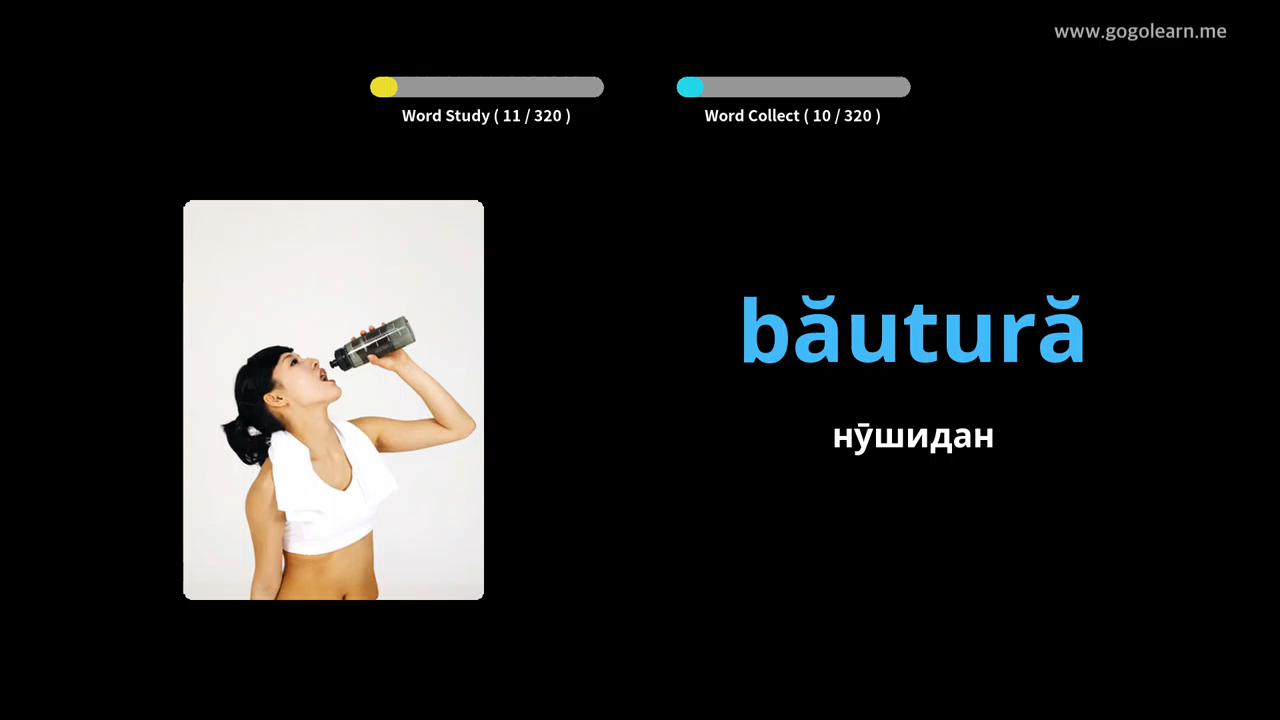 www.gogolearn.me
Word Study ( 11 / 320 )
Word Collect ( 10 / 320 )
băutură
нӯшидан